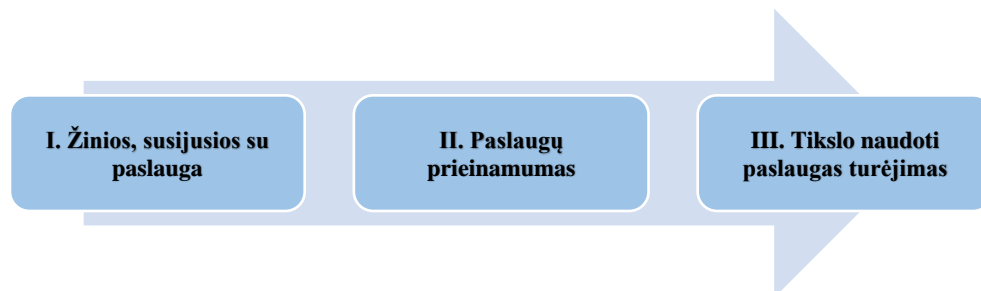 I. Žinios, susijusios su
paslauga
II. Paslaugų
prieinamumas
III. Tikslo naudoti
paslaugas turėjimas